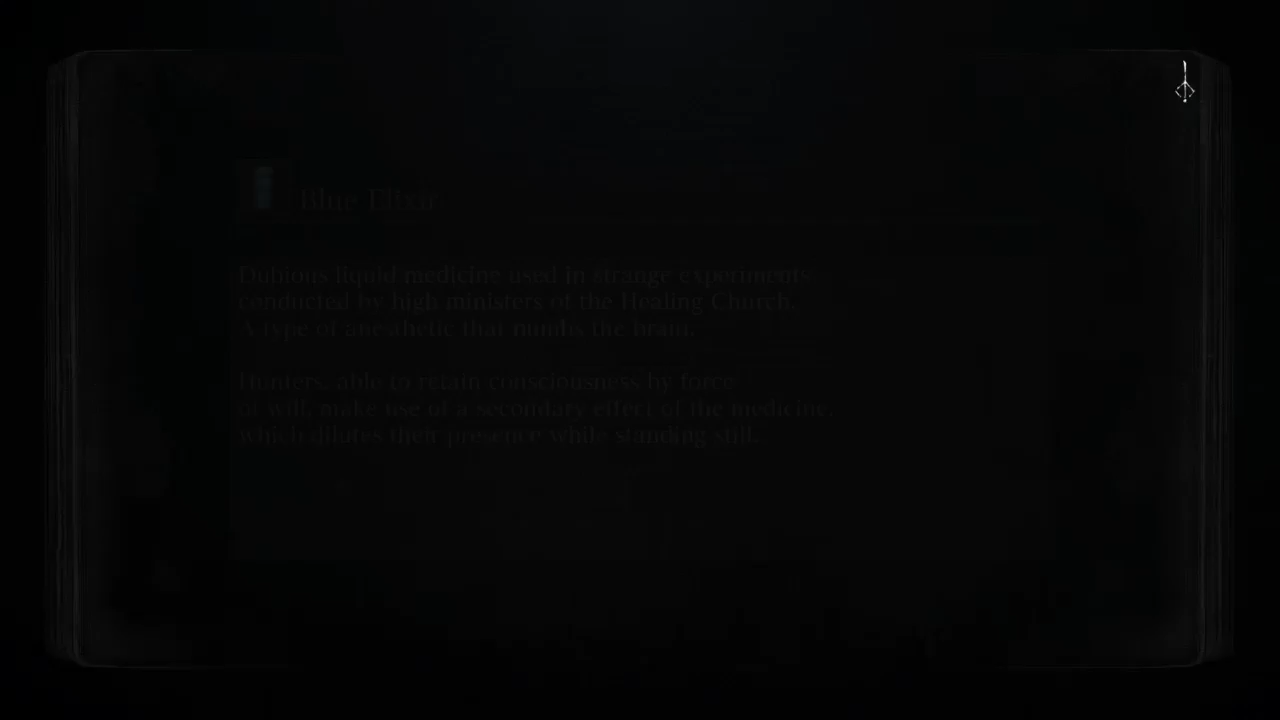 Blue Elixir
Dubious liquid medicine used in strange experiments
conducted by high ministers of the Healing Church.
A type of anesthetic that numbs the brain.
Hunters, able to retain consciousness by force
of will, make use of a secondary effect of the medicine,
which dilutes their presence while standing still.